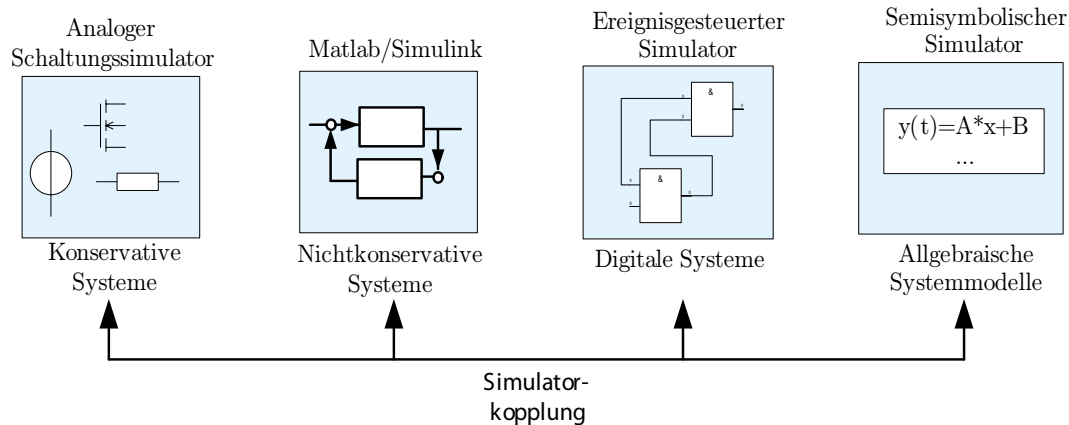 Analoger
Schaltungssimulator
Matlab/Simulink
Ereignisgesteuerter
Simulator
Semisymbolischer
Simulator
&
&
y(t)=A*x+B
...
Konservative
Systeme
Nichtkonservative
Systeme
Digitale Systeme
Allgebraische
Systemmodelle
Simulator-
kopplung